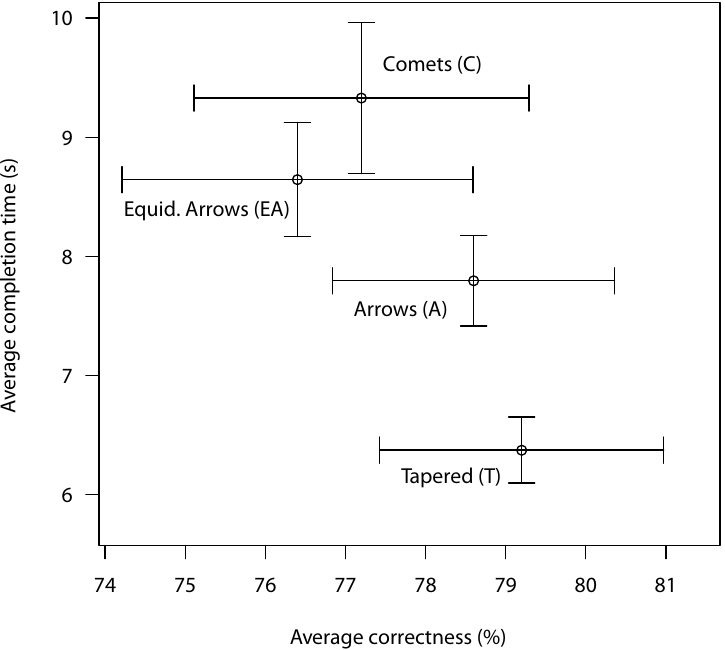 10
Comets (C)
9
Equid. Arrows (EA)
8
Arrows (A)
7
Tapered (T)
6
Average completion time (s)
74 75 76 77 78 79 80 81
Average correctness (%)